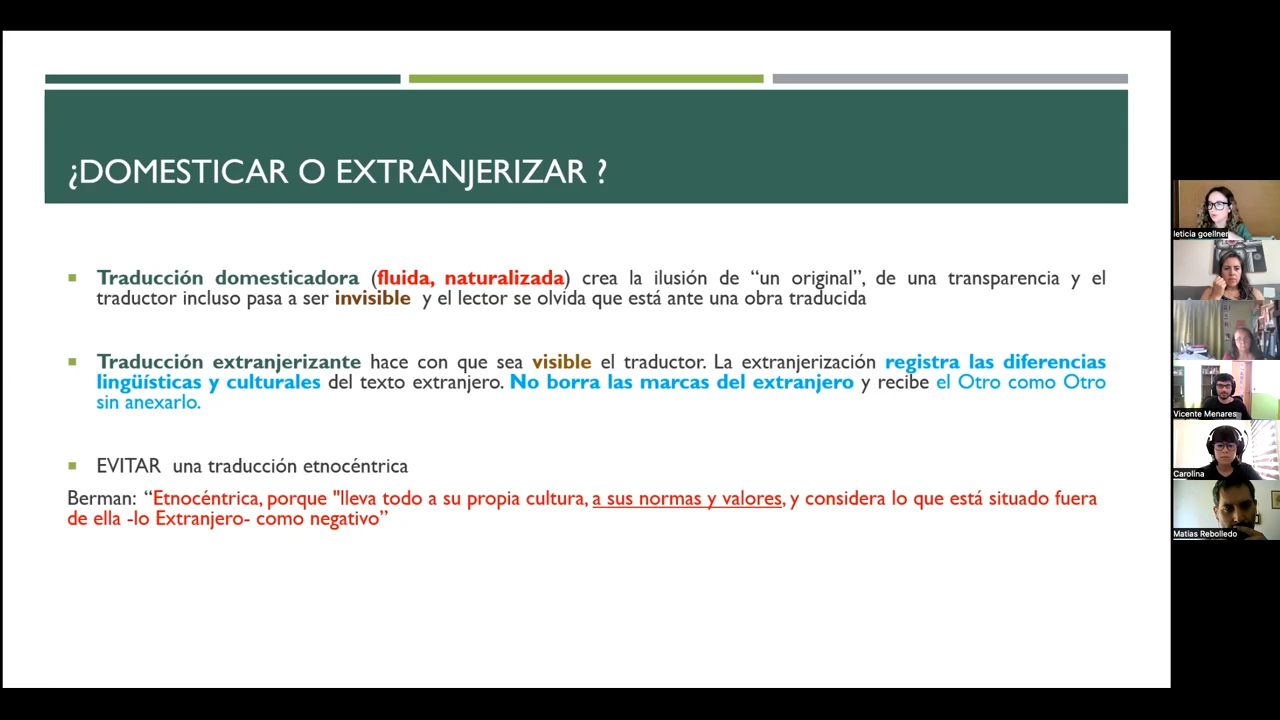 ¿DOMESTICAR O EXTRANJERIZAR ?
Traducción domesticadora (fluida, naturalizada) crea la ilusión de “un original”, de una transparencia y el
traductor incluso pasa a ser invisible y el lector se olvida que está ante una obra traducida
Traducción extranjerizante hace con que sea visible el traductor. La extranjerización registra las diferencias
lingüísticas y culturales del texto extranjero. No borra las marcas del extranjero y recibe el Otro como Otro
sin anexarlo.
EVITAR una traducción etnocéntrica
Berman: “Etnocéntrica, porque "lleva todo a su propia cultura, a sus normas y valores, y considera lo que está situado fuera
de ella -lo Extranjero- como negativo”
leticia goellner
Vicente Menares
Carolina
Matías Rebolledo